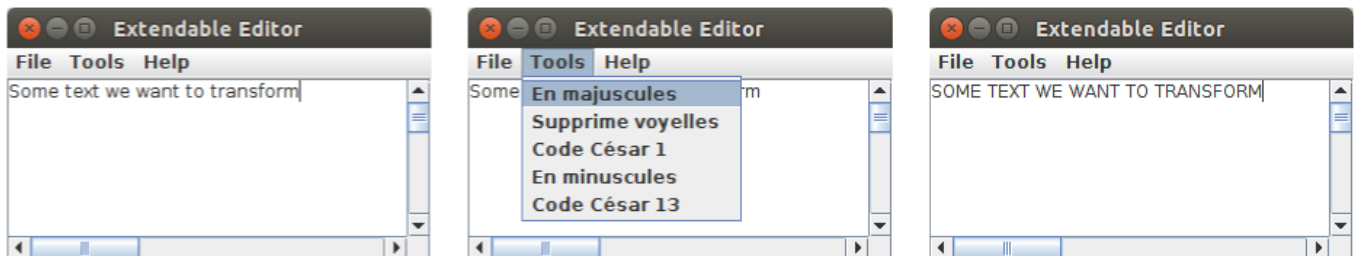 Extendable Editor
File Tools Help
Some text we want to transform
Extendable Editor
File Tools Help
Some rm
En majuscules
Supprime voyelles
Code César 1
En minuscules
Code César 13
Extendable Editor
File Tools Help
SOME TEXT WE WANT TO TRANSFORM